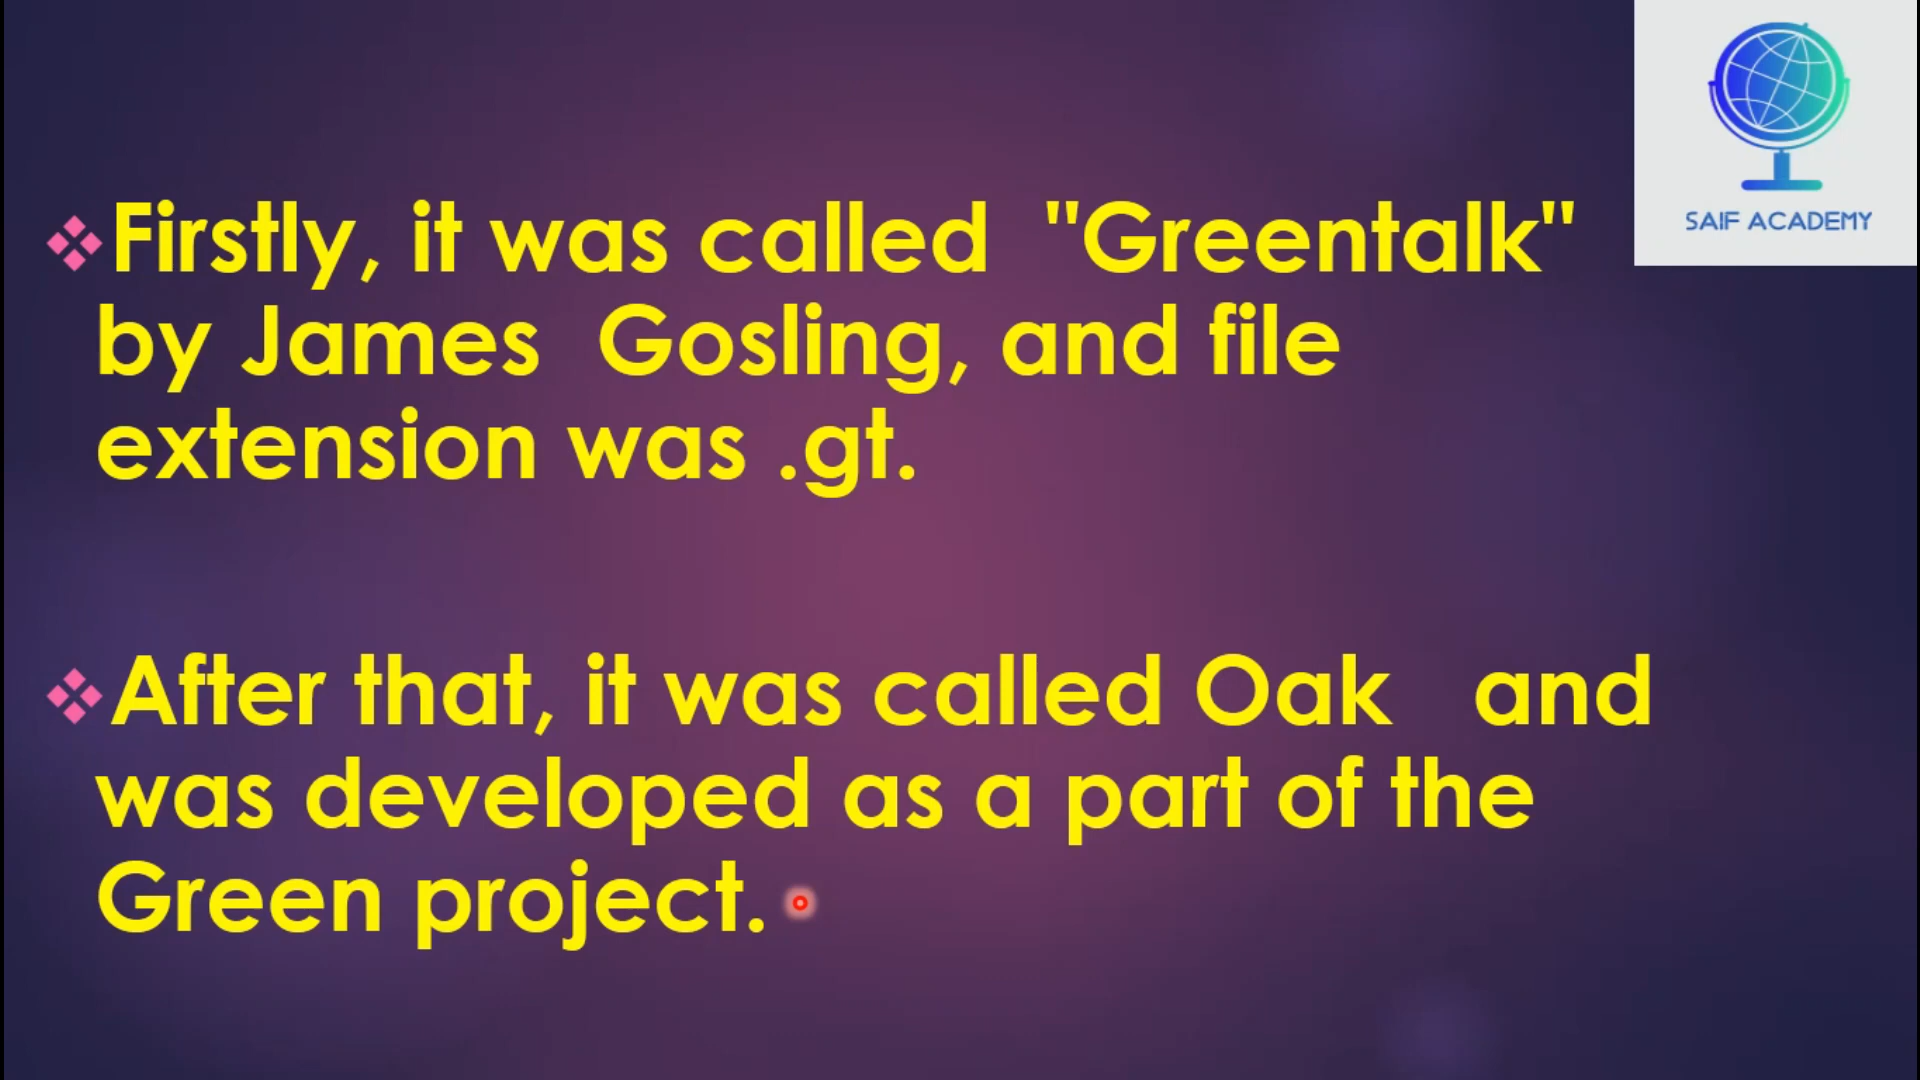 SAIF ACADEMY
❖Firstly, it was called "Greentalk"
by James Gosling, and file
extension was .gt.
❖After that, it was called Oak and
was developed as a part of the
Green project.